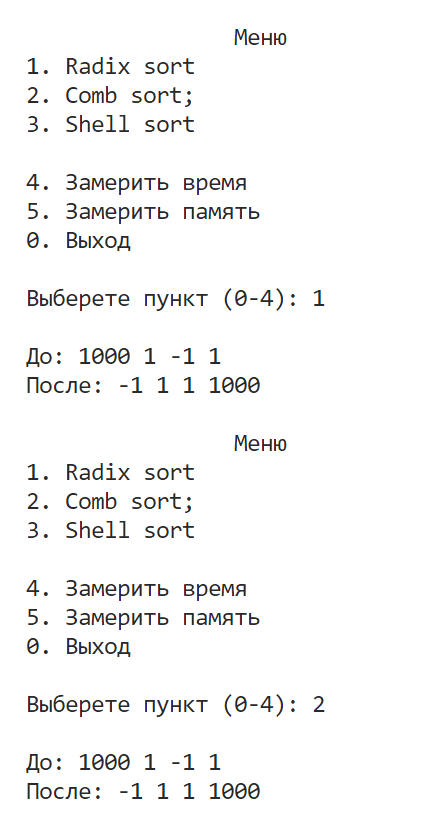 Меню
1. Radix sort
2. Comb sort;
3. Shell sort
4. Замерить время
5. Замерить память
0. Выход
Выберете пункт (0-4): 1
До: 1000 1 -1 1
После: -1 1 1 1000
Меню
1. Radix sort
2. Comb sort;
3. Shell sort
4. Замерить время
5. Замерить память
0. Выход
Выберете пункт (0-4): 2
До: 1000 1 -1 1
После: -1 1 1 1000